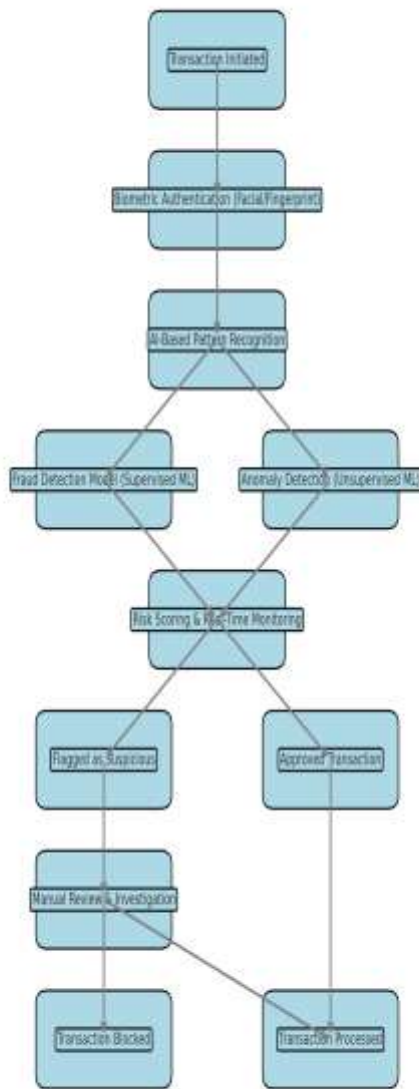 Transaction Initiated
Biometric Authentication (Facial/Fingerprint)
AI-Based Pattern Recognition
Fraud Detection Model (Supervised ML)
Anomaly Detection (Unsupervised ML)
Risk Scoring & Real-Time Monitoring
Flagged as Suspicious
Approved Transaction
Manual Review & Investigation
Transaction Blocked
Transaction Processed